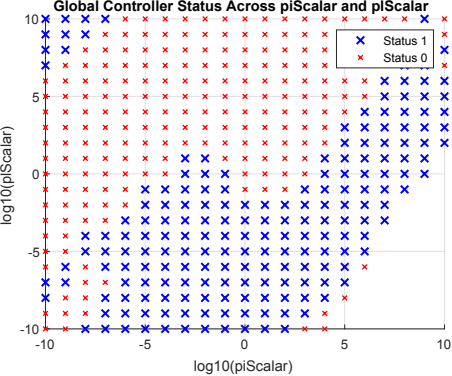 Global Controller Status Across piScalar and plScalar
10
5
0
-5
-10
-10
-5
0
5
10
log10(plScalar)
log10(piScalar)
Status 1
Status 0